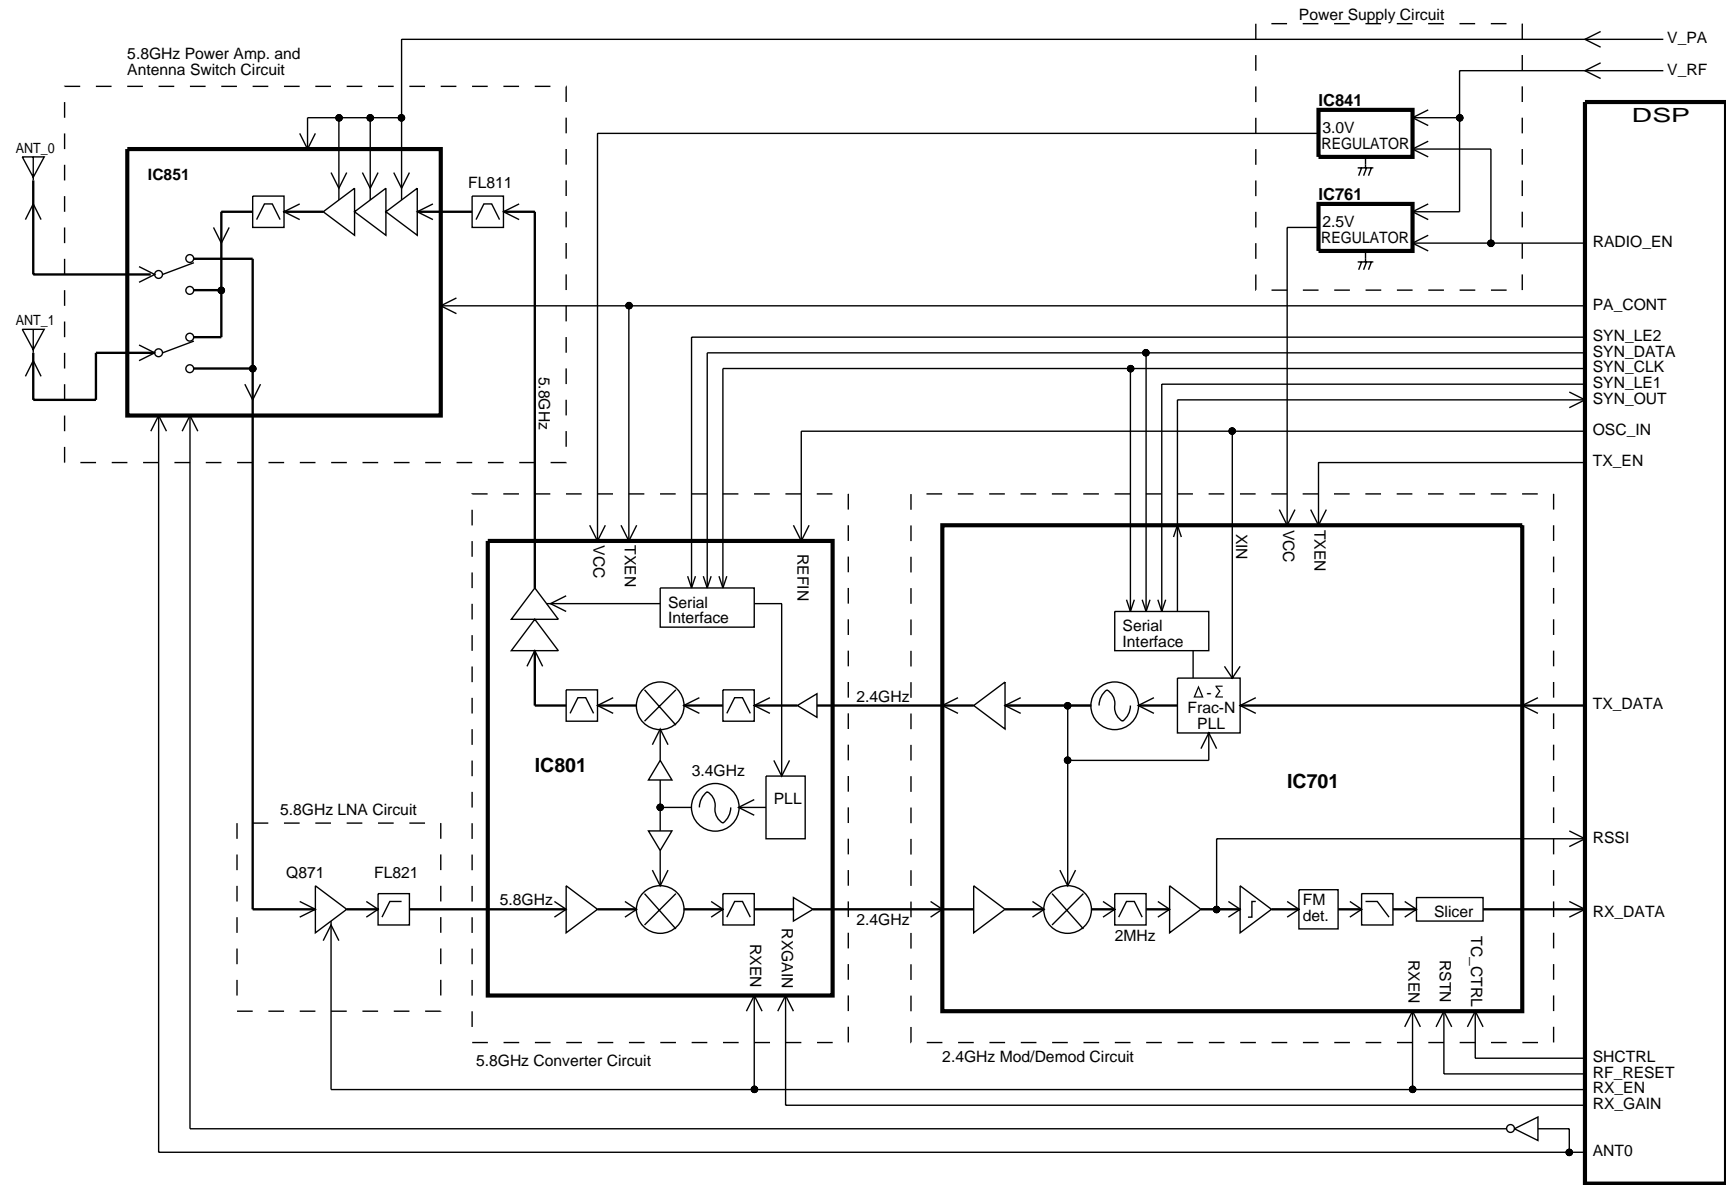 Power Supply Circuit
5.8GHz Power Amp. and
Antenna Switch Circuit
V_PA
V_RF
DSP
IC841
3.0V
REGULATOR
ANT_0
IC851
FL811
IC761
2.5V
REGULATOR
RADIO_EN
PA_CONT
ANT_1
SYN_LE2
SYN_DATA
SYN_CLK
SYN_LE1
SYN_OUT
5.8GHz
OSC_IN
TX_EN
VCC
TXEN
REFIN
XIN
VCC
TXEN
Serial
Interface
Serial
Interface
2.4GHz
Δ - Σ
Frac-N
PLL
TX_DATA
IC801
3.4GHz
PLL
IC701
5.8GHz LNA Circuit
RSSI
Q871
FL821
5.8GHz
2.4GHz
2MHz
FM
det.
Slicer
RX_DATA
RXEN
RXGAIN
RXEN
RSTN
TC_CTRL
5.8GHz Converter Circuit
2.4GHz Mod/Demod Circuit
SHCTRL
RF_RESET
RX_EN
RX_GAIN
ANT0